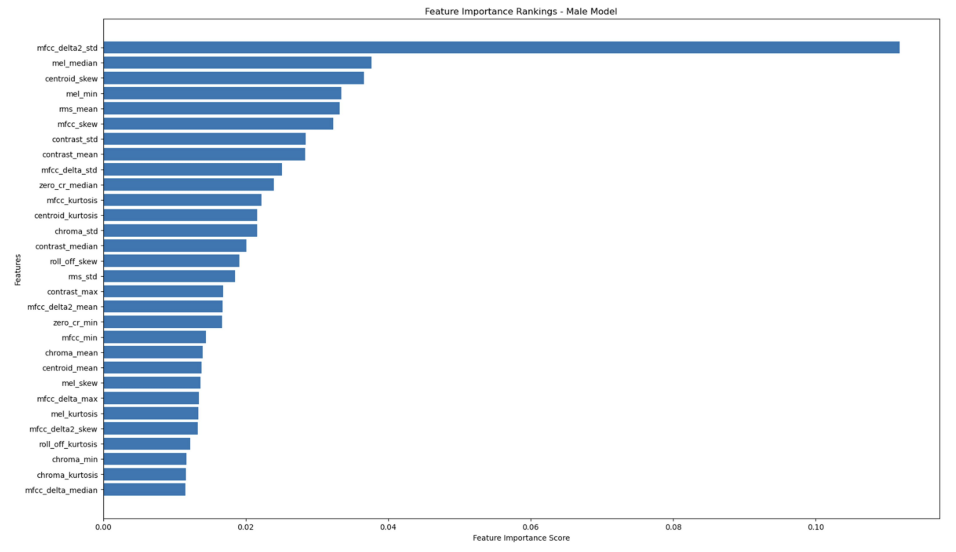 Feature Importance Rankings - Male Model
mfcc_delta2_std
mel_median
centroid_skew
mel_min
rms_mean
mfcc_skew
contrast_std
contrast_mean
mfcc_delta_std
zero_cr_median
mfcc_kurtosis
centroid_kurtosis
chroma_std
contrast_median
roll_off_skew
rms_std
contrast_max
mfcc_delta2_mean
zero_cr_min
mfcc_min
chroma_mean
centroid_mean
mel_skew
mfcc_delta_max
mel_kurtosis
mfcc_delta2_skew
roll_off_kurtosis
chroma_min
chroma_kurtosis
mfcc_delta_median
Features
0.00 0.02 0.04 0.06 0.08 0.10
Feature Importance Score